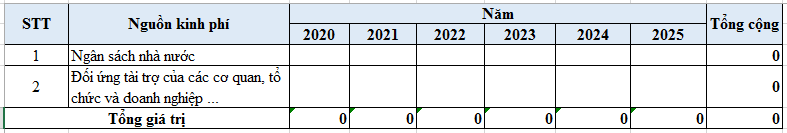 STT Nguồn kinh phí Năm Tổng cộng
2020 2021 2022 2023 2024 2025
1 Ngân sách nhà nước 0
2 Đối ứng tài trợ của các cơ quan, tổ
chức và doanh nghiệp ... 0
Tổng giá trị 0 0 0 0 0 0 0